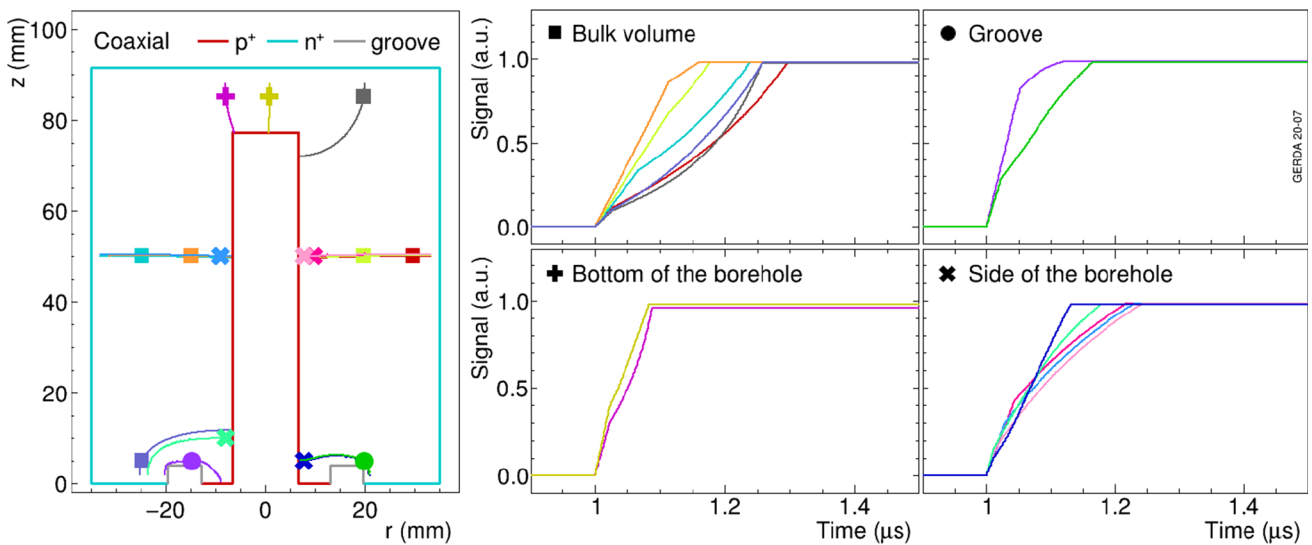 z (mm)
100
80
60
40
20
0
Coaxial p⁺ n⁺ groove
−20 0 20
r (mm)
Signal (a.u.)
1.0
0.5
0.0
Bulk volume
Groove
GERDA 20-07
Signal (a.u.)
1.0
0.5
0.0
Bottom of the borehole
Side of the borehole
1 1.2 1.4
Time (μs)
1 1.2 1.4
Time (μs)